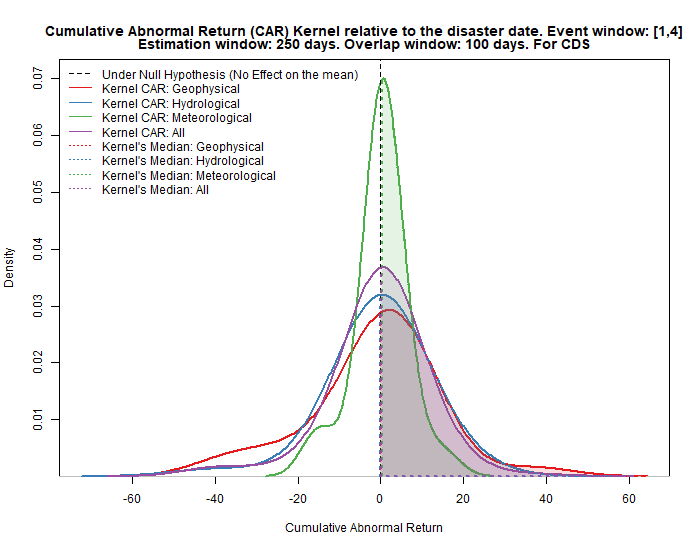 Cumulative Abnormal Return (CAR) Kernel relative to the disaster date. Event window: [1,4]
Estimation window: 250 days. Overlap window: 100 days. For CDS
Under Null Hypothesis (No Effect on the mean)
Kernel CAR: Geophysical
Kernel CAR: Hydrological
Kernel CAR: Meteorological
Kernel CAR: All
Kernel's Median: Geophysical
Kernel's Median: Hydrological
Kernel's Median: Meteorological
Kernel's Median: All
0.07
0.06
0.05
0.04
0.03
0.02
0.01
Density
-60 -40 -20 0 20 40 60
Cumulative Abnormal Return